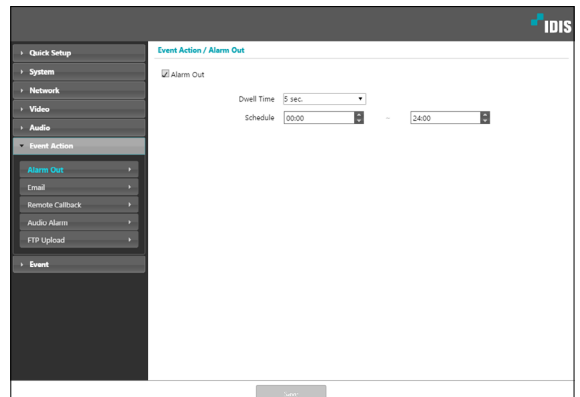 IDIS
Quick Setup
System
Network
Video
Audio
Event Action
Alarm Out
Email
Remote Callback
Audio Alarm
FTP Upload
Event
Event Action / Alarm Out
Alarm Out
Dwell Time 5 sec.
Schedule 00:00 – 24:00
Save